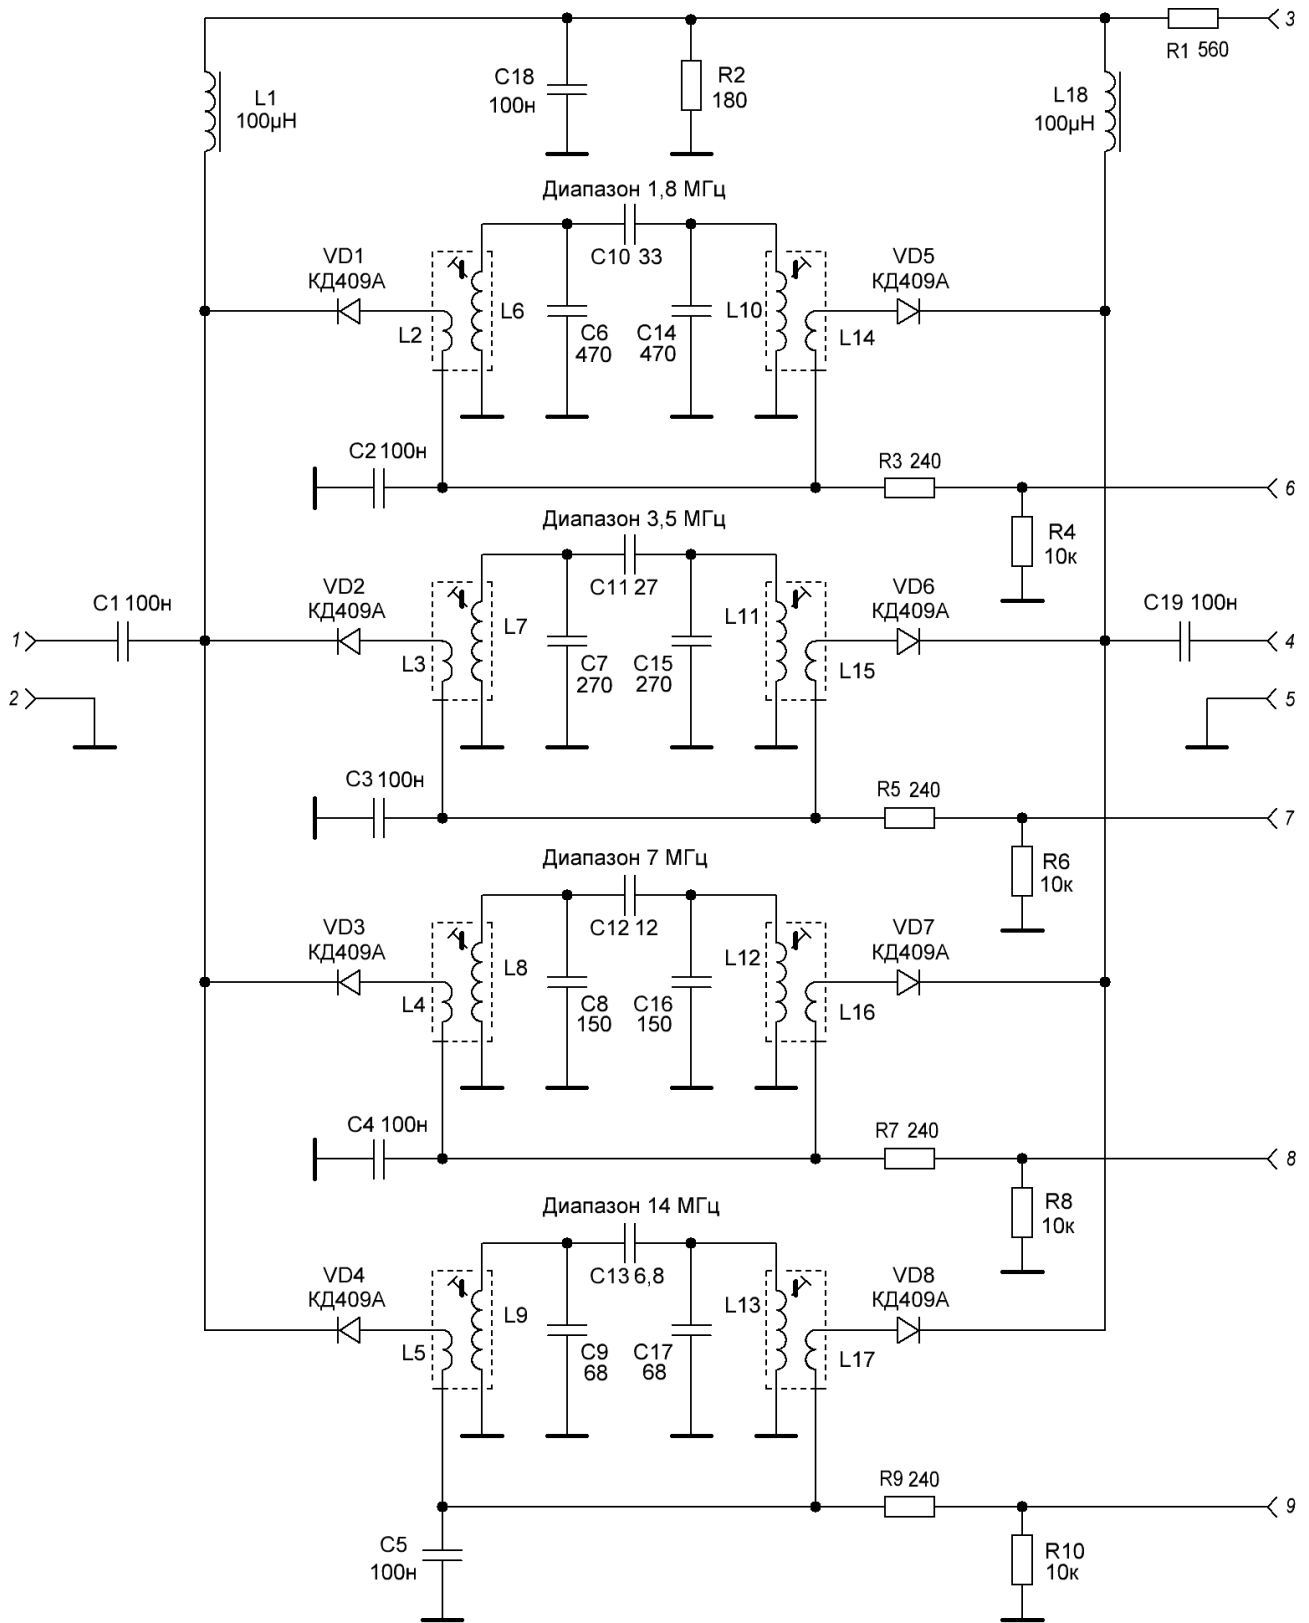 3
R1 560
C18
100н
R2
180
L1
100µH
L18
100µH
Диапазон 1,8 МГц
C10 33
VD1
КД409А
VD5
КД409А
L2
L6
C6
470
C14
470
L10
L14
C2 100н
R3 240
6
R4
10к
Диапазон 3,5 МГц
C11 27
VD2
КД409А
VD6
КД409А
C1 100н
C19 100н
1
4
2
5
L3
L7
C7
270
C15
270
L11
L15
C3 100н
R5 240
7
R6
10к
Диапазон 7 МГц
C12 12
VD3
КД409А
VD7
КД409А
L4
L8
C8
150
C16
150
L12
L16
C4 100н
R7 240
8
R8
10к
Диапазон 14 МГц
C13 6,8
VD4
КД409А
VD8
КД409А
L5
L9
C9
68
C17
68
L13
L17
R9 240
9
C5
100н
R10
10к